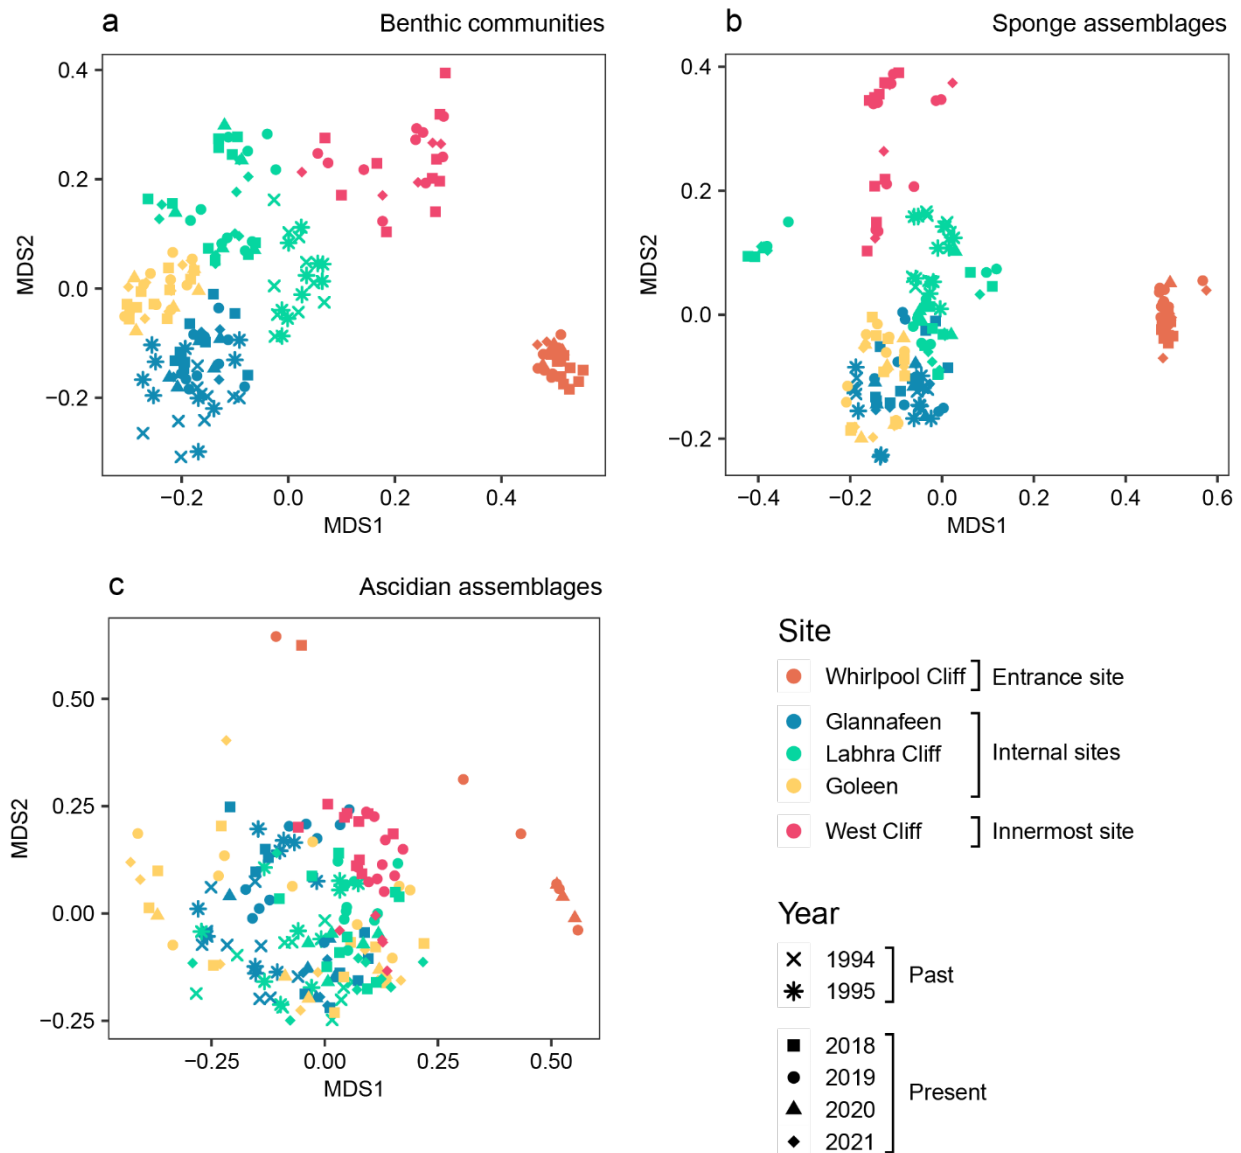 a Benthic communities
0.4
0.2
0.0
−0.2
MDS2
−0.2 0.0 0.2 0.4
MDS1
b Sponge assemblages
0.4
0.2
0.0
−0.2
MDS2
−0.4 −0.2 0.0 0.2 0.4 0.6
MDS1
c Ascidian assemblages
0.50
0.25
0.00
−0.25
MDS2
−0.25 0.00 0.25 0.50
MDS1
Site
Whirlpool Cliff Entrance site
Glannafeen
Labhra Cliff Internal sites
Goleen
West Cliff Innermost site
Year
1994
1995 Past
2018
2019
2020 Present
2021